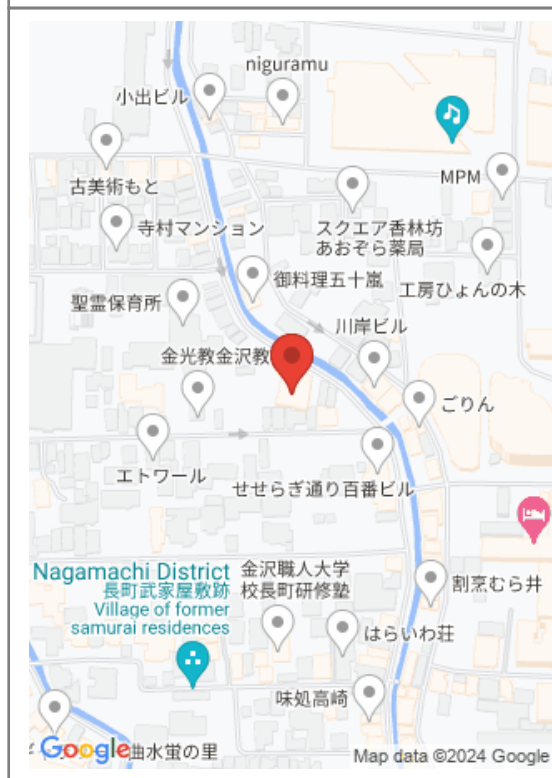 niguramu
小出ビル
MPM
古美術もと
寺村マンション
スクエア香林坊
あおぞら薬局
御料理五十嵐
工房ひょんの木
聖霊保育所
川岸ビル
金光教金沢教
ごりん
エトワール
せせらぎ通り百番ビル
Nagamachi District
長町武家屋敷跡
Village of former
samurai residences
金沢職人大学
校長町研修塾
割烹むら井
はらいわ荘
味処高崎
Google
曲水蛍の里
Map data ©2024 Google